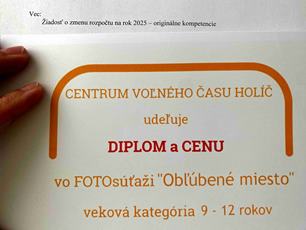 Vec:
Žiadosť o zmenu rozpočtu na rok 2025 – originálne kompetencie
CENTRUM VOĽNÉHO ČASU HOLÍČ
udeľuje
DIPLOM a CENU
vo FOTOsúťaži "Obľúbené miesto"
veková kategória 9 - 12 rokov